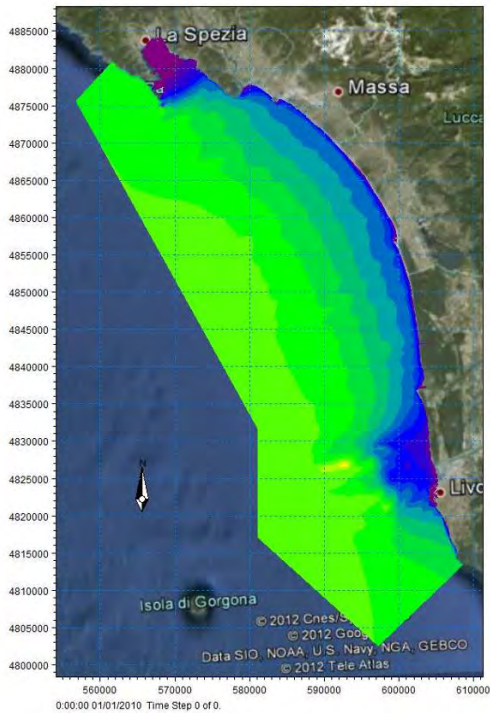 4885000
4880000
4875000
4870000
4865000
4860000
4855000
4850000
4845000
4840000
4835000
4830000
4825000
4820000
4815000
4810000
4805000
4800000
La Spezia
Massa
Lucca
N
Livo
Isola di Gorgona
© 2012 Cnes/S
© 2012 Goog
Data SIO, NOAA, U.S. Navy, NGA, GEBCO
© 2012 Tele Atlas
560000 570000 580000 590000 600000 610000
0:00:00 01/01/2010 Time Step 0 of 0.